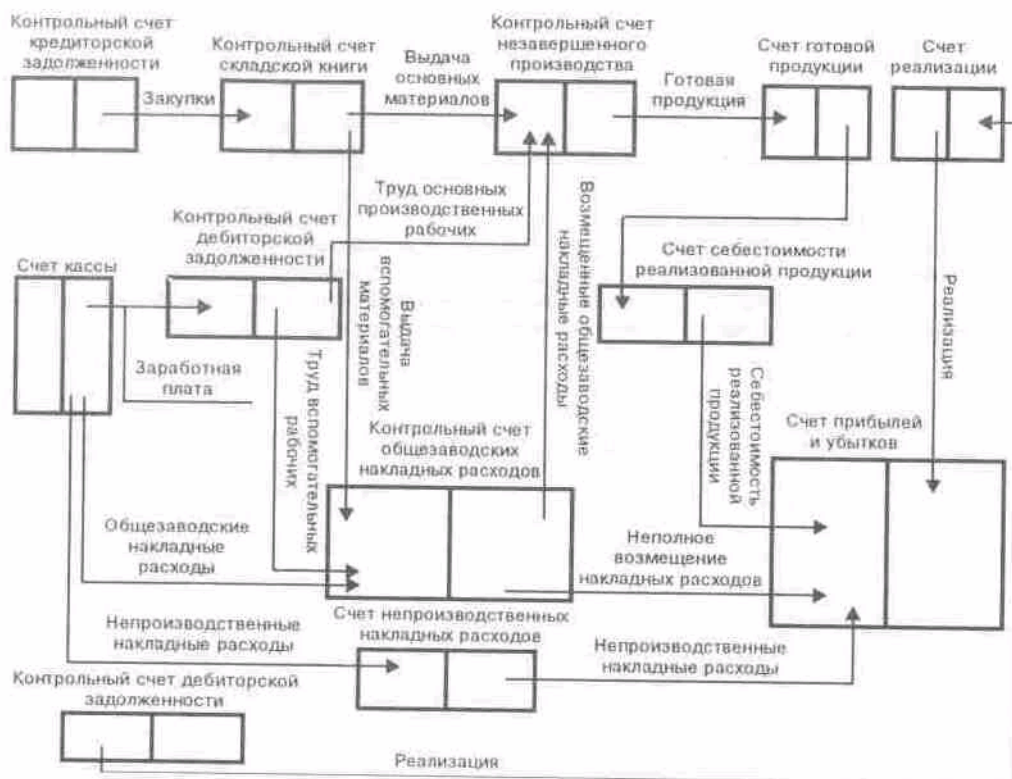 Контрольный счет
кредиторской
задолженности
Контрольный счет
складской книги
Выдача
основных
материалов
Контрольный счет
незавершенного
производства
Счет готовой
продукции
Счет
реализации
Закупки
Готовая
продукция
Труд основных
производственных
рабочих
Контрольный счет
дебиторской
задолженности
Счет кассы
Выдача
вспомогательных
материалов
Возмещенные общезаводские
накладные расходы
Счет себестоимости
реализованной продукции
Реализация
Заработная
плата
Труд вспомогательных
рабочих
Себестоимость
реализованной
продукции
Контрольный счет
общезаводских
накладных расходов
Счет прибылей
и убытков
Общезаводские
накладные
расходы
Неполное
возмещение
накладных расходов
Счет непроизводственных
накладных расходов
Непроизводственные
накладные расходы
Непроизводственные
накладные расходы
Контрольный счет дебиторской
задолженности
Реализация